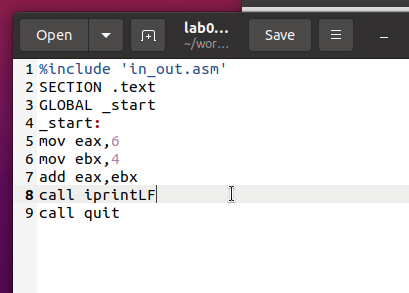 Open
lab0...
~/wor...
Save
1 %include 'in_out.asm'
2 SECTION .text
3 GLOBAL _start
4 _start:
5 mov eax,6
6 mov ebx,4
7 add eax,ebx
8 call iprintLF
9 call quit